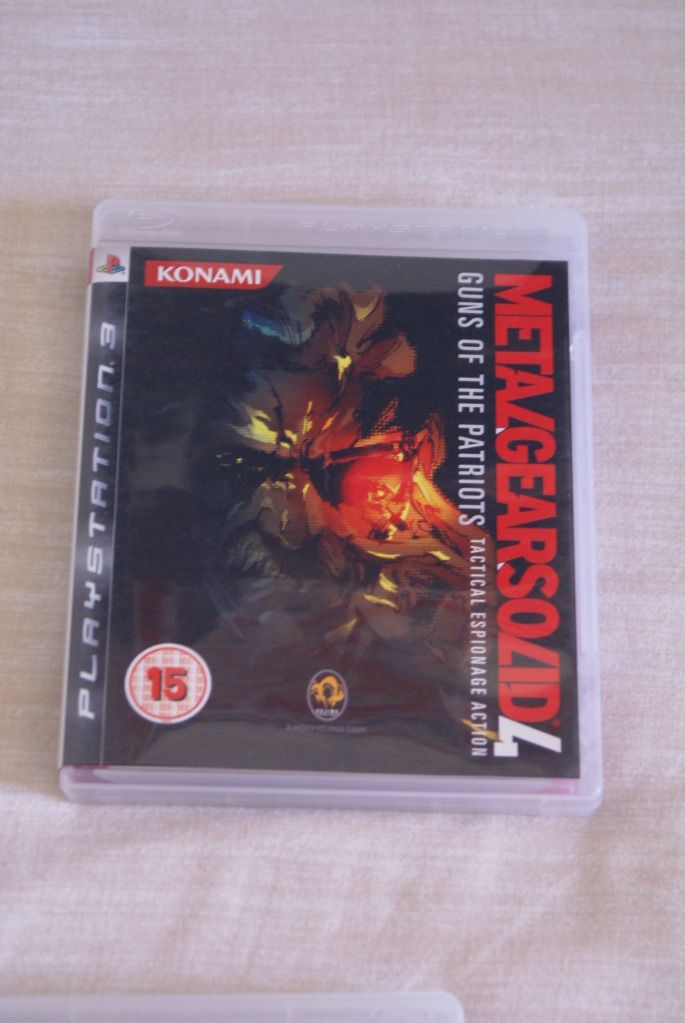 KONAMI
METAL GEAR SOLID 4
GUNS OF THE PATRIOTS TACTICAL ESPIONAGE ACTION
PLAYSTATION 3
15